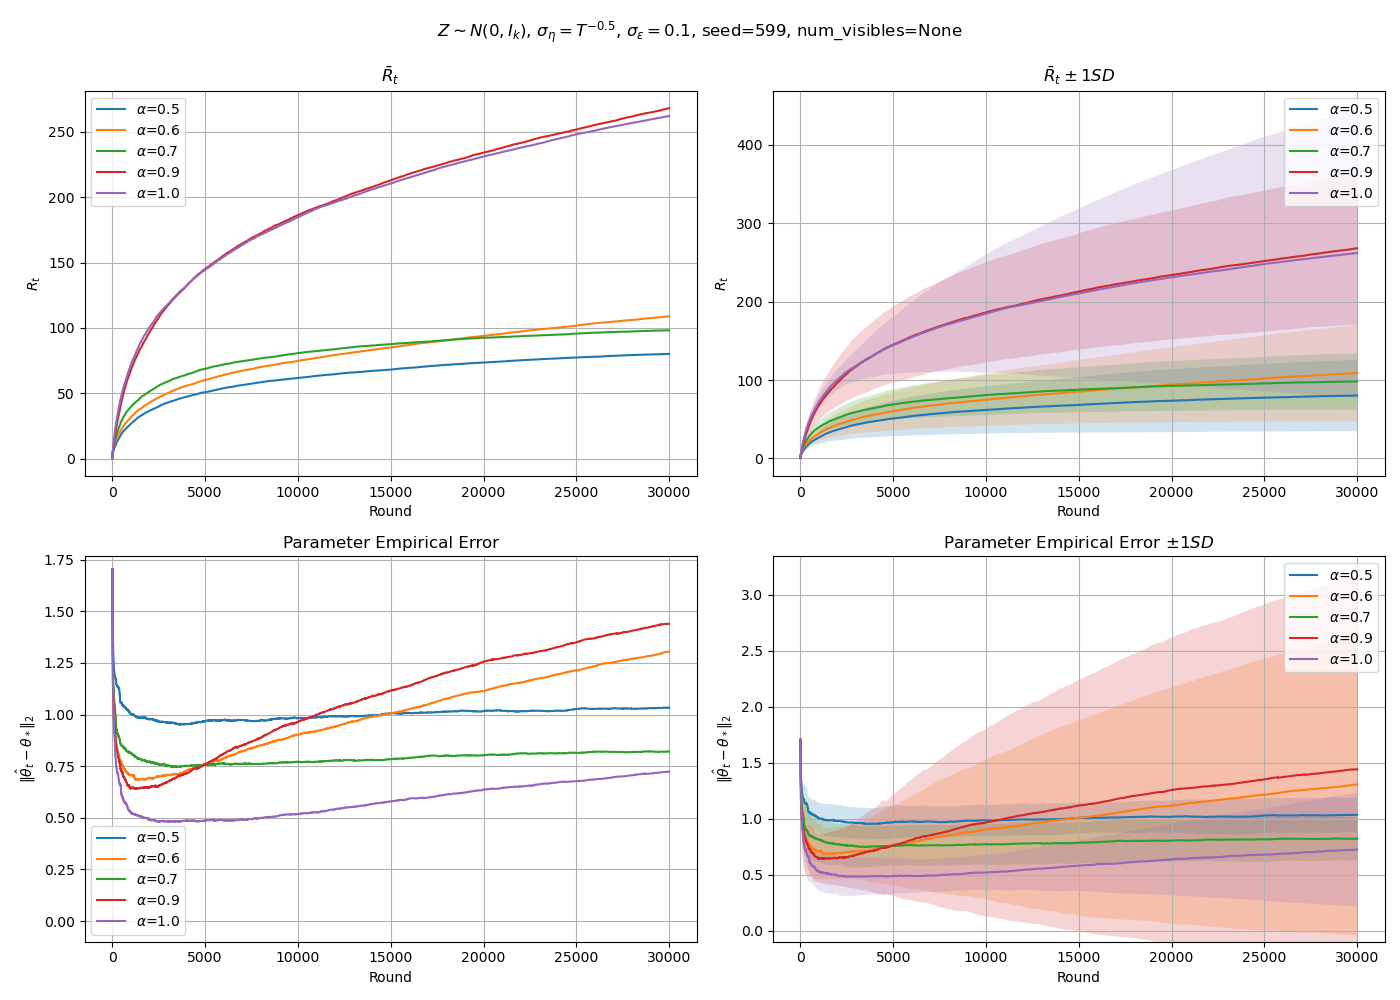 Z ∼ N(0, I_k), σ_η = T^{−0.5}, σ_ε = 0.1, seed=599, num_visibles=None
R̄_t
α=0.5
α=0.6
α=0.7
α=0.9
α=1.0
R_t
250
200
150
100
50
0
0 5000 10000 15000 20000 25000 30000
Round
R̄_t ± 1SD
α=0.5
α=0.6
α=0.7
α=0.9
α=1.0
R_t
400
300
200
100
0
0 5000 10000 15000 20000 25000 30000
Round
Parameter Empirical Error
‖θ̂_t − θ_*‖_2
1.75
1.50
1.25
1.00
0.75
0.50
0.25
0.00
α=0.5
α=0.6
α=0.7
α=0.9
α=1.0
0 5000 10000 15000 20000 25000 30000
Round
Parameter Empirical Error ±1SD
α=0.5
α=0.6
α=0.7
α=0.9
α=1.0
‖θ̂_t − θ_*‖_2
3.0
2.5
2.0
1.5
1.0
0.5
0.0
0 5000 10000 15000 20000 25000 30000
Round